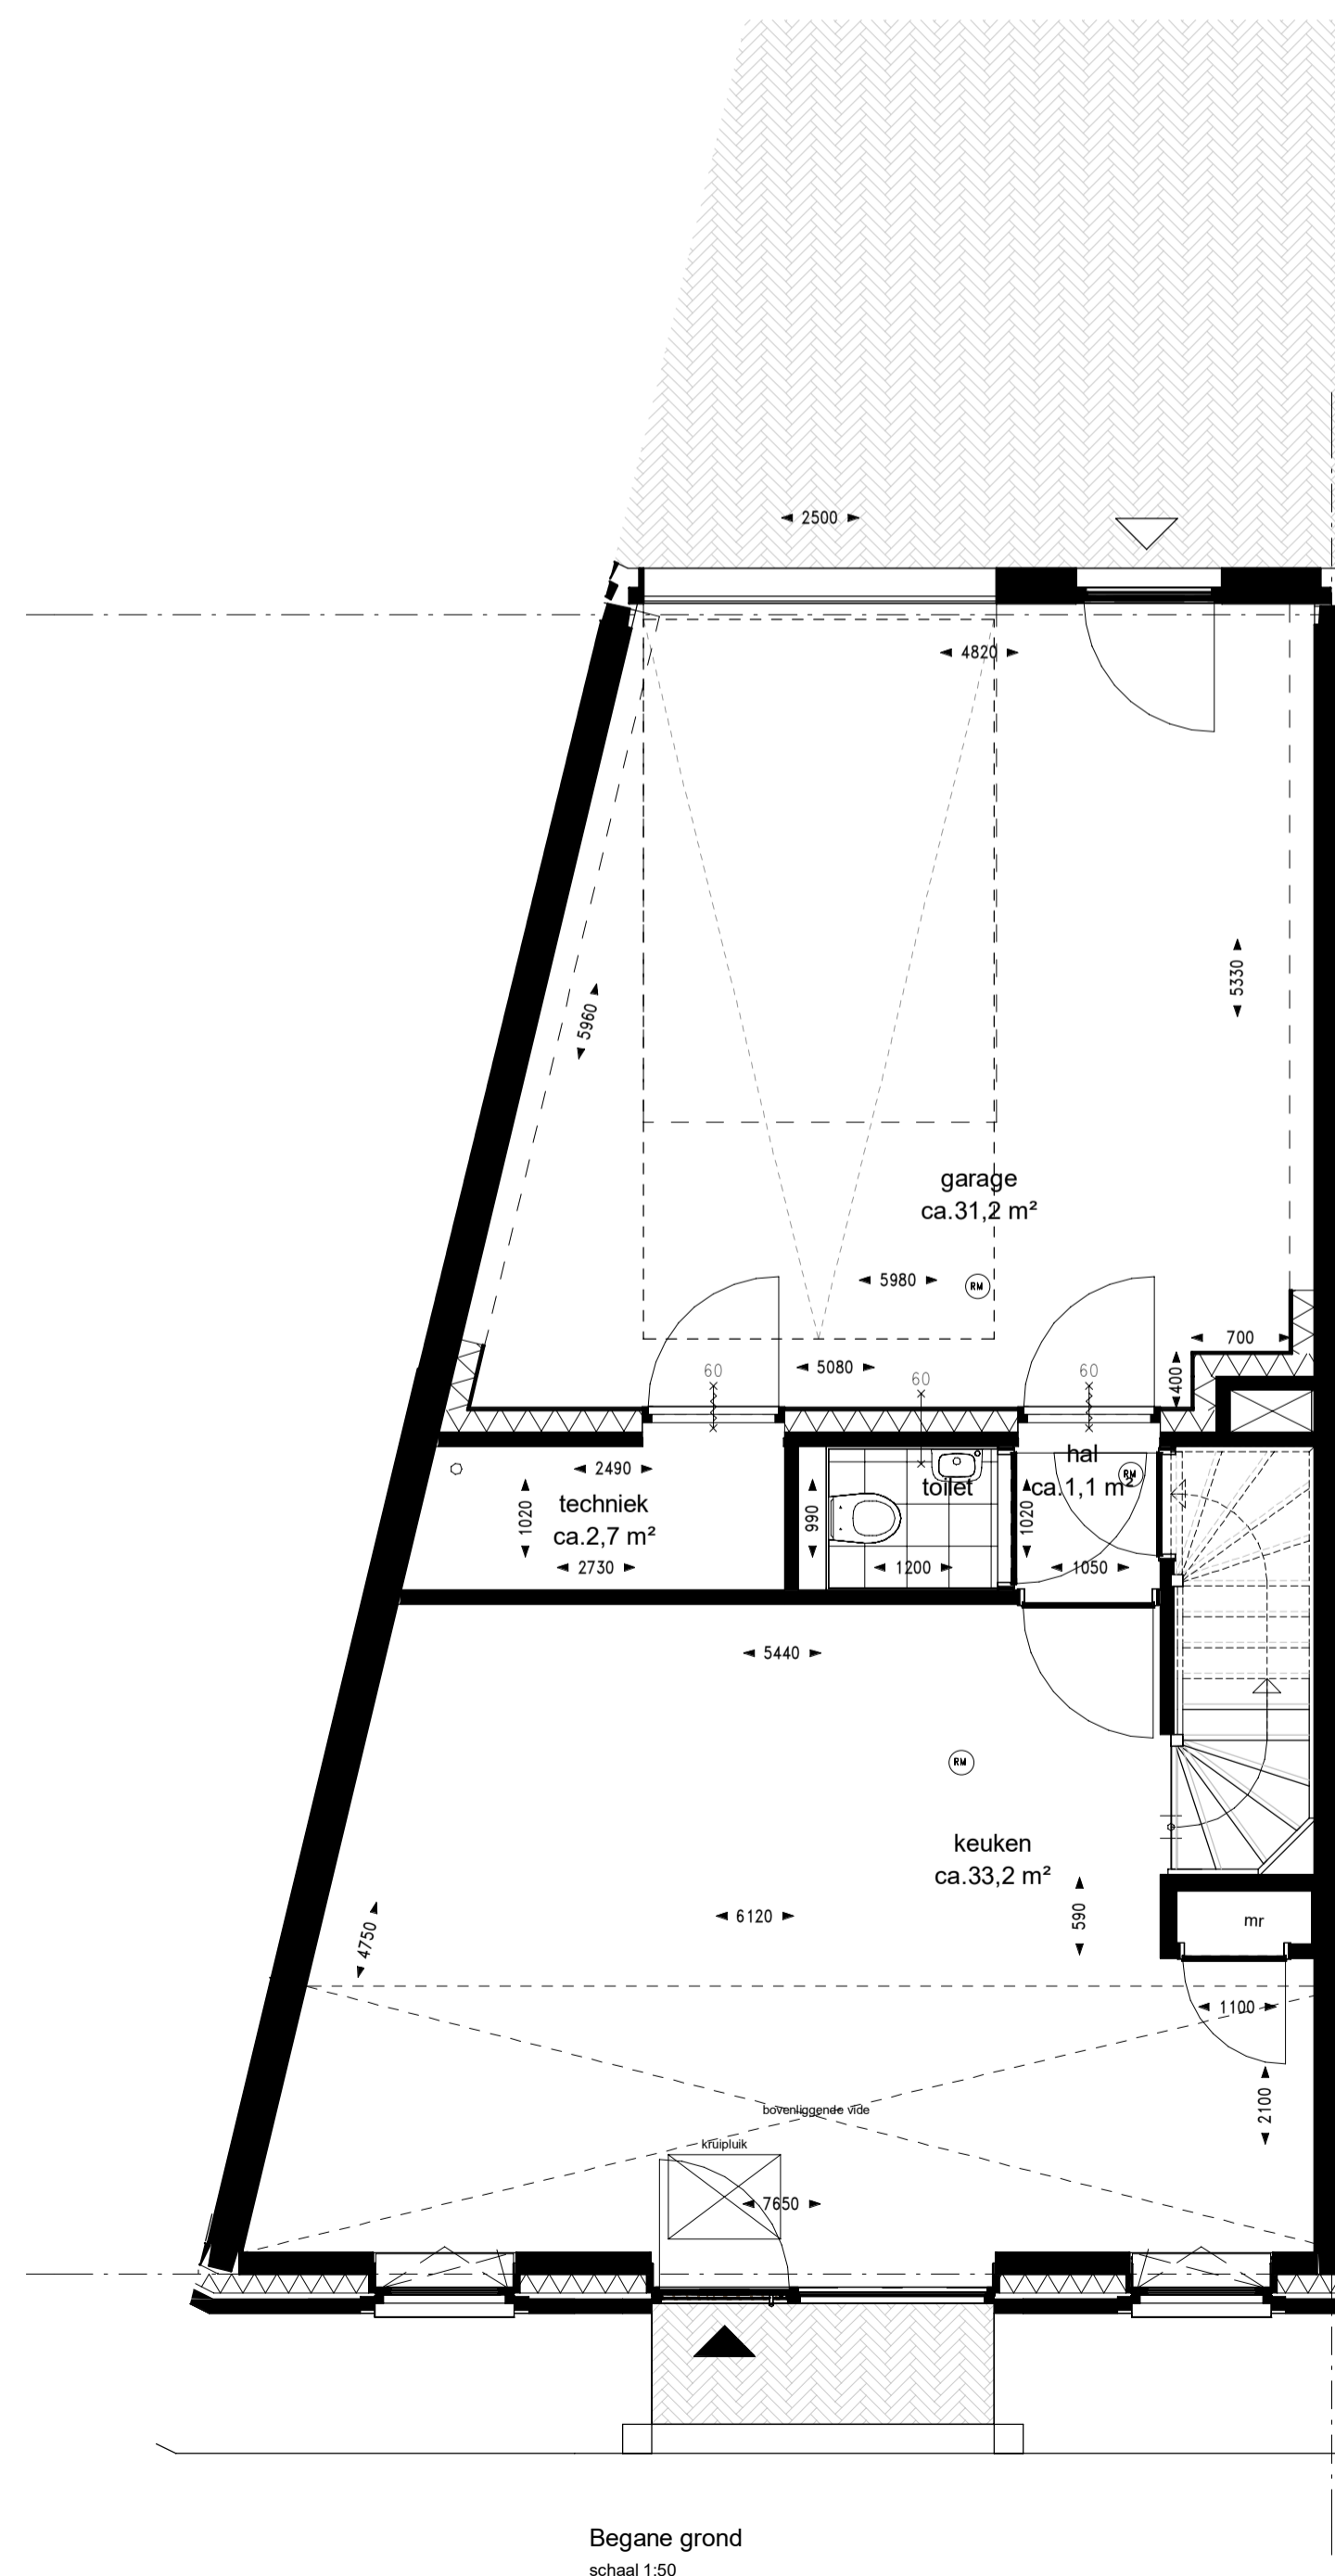 2500
4820
5330
5960
garage
ca.31,2 m²
5980
RM
700
5080
60
60
60
400
hal
ca.1,1 m²
RM
2490
techniek
ca.2,7 m²
1020
2730
990
toilet
1200
1020
1050
5440
RM
keuken
ca.33,2 m²
4750
6120
590
mr
1100
bovenliggende vide
2100
kruipluik
7650
Begane grond
schaal 1:50